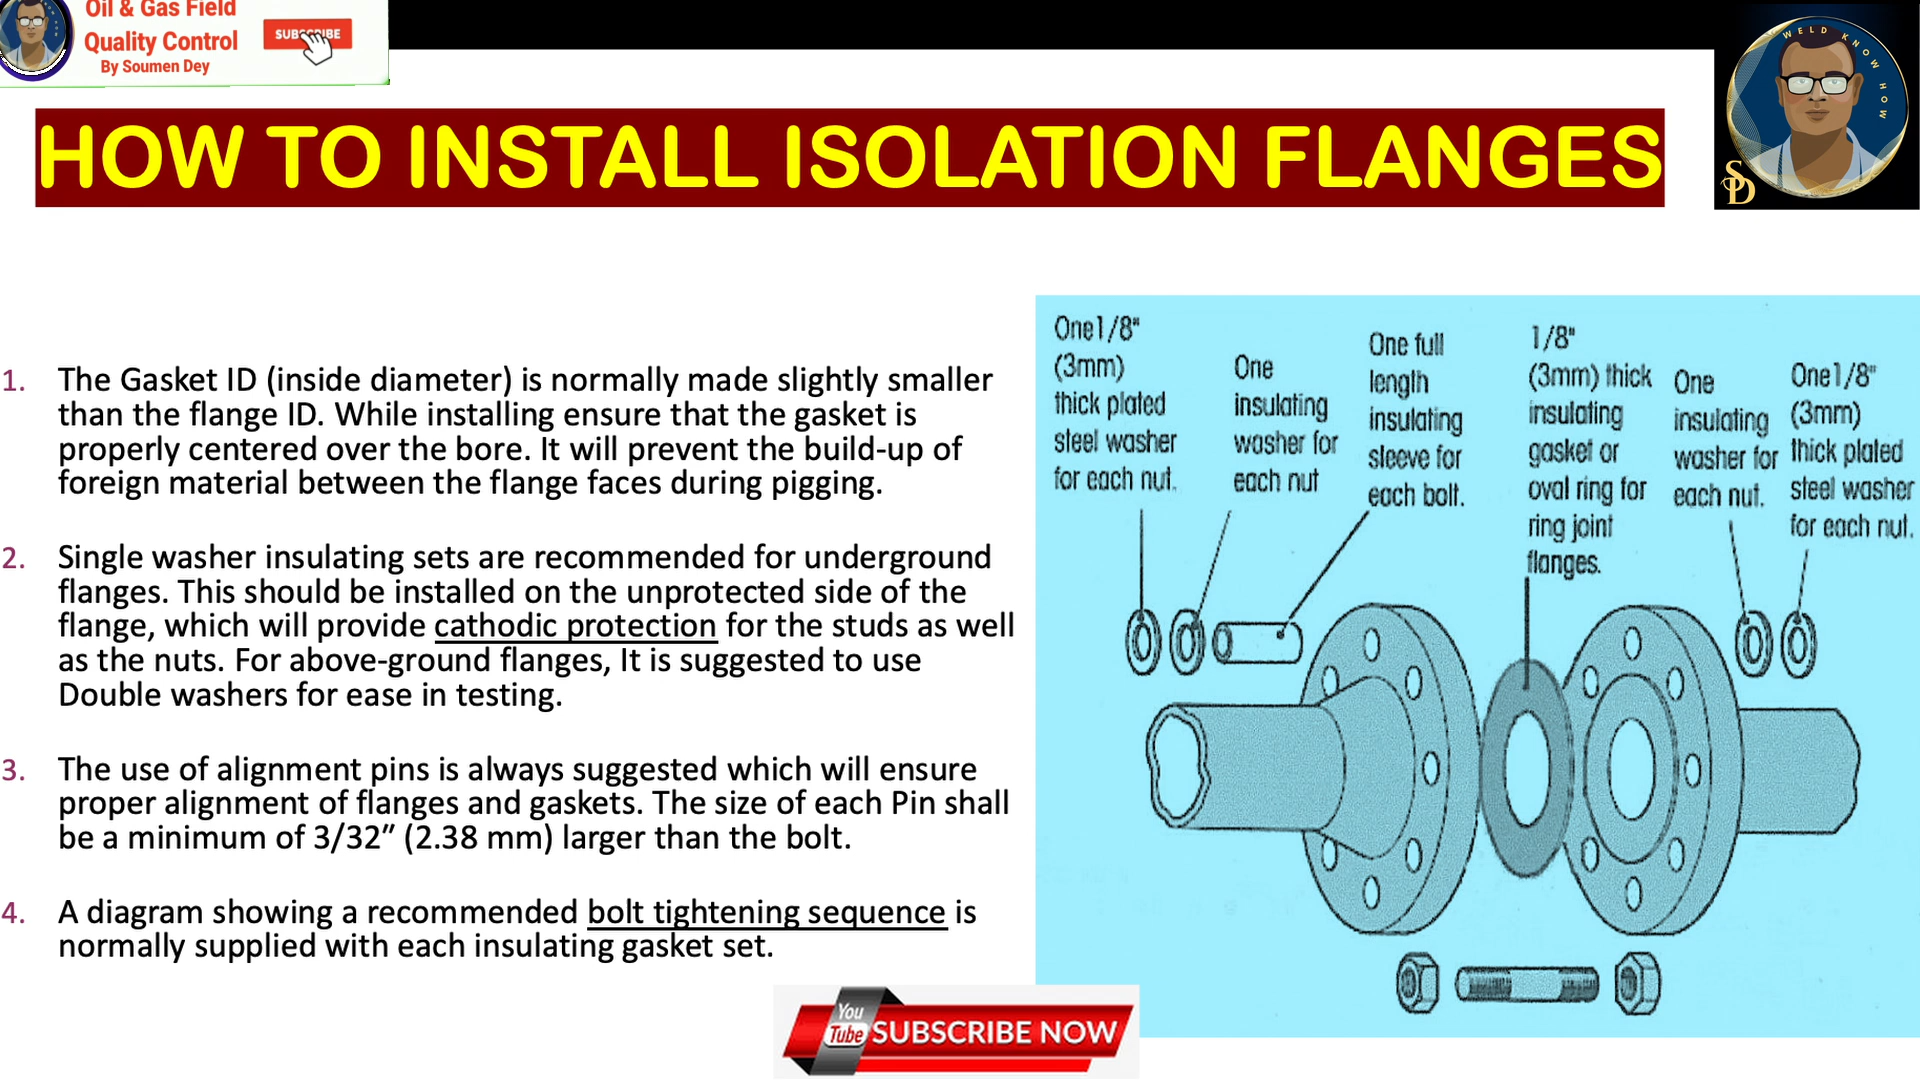 Oil & Gas Field
Quality Control
By Soumen Dey
SUBSCRIBE
WELD KNOW HOW
SD
HOW TO INSTALL ISOLATION FLANGES
1. The Gasket ID (inside diameter) is normally made slightly smaller
than the flange ID. While installing ensure that the gasket is
properly centered over the bore. It will prevent the build-up of
foreign material between the flange faces during pigging.
2. Single washer insulating sets are recommended for underground
flanges. This should be installed on the unprotected side of the
flange, which will provide cathodic protection for the studs as well
as the nuts. For above-ground flanges, It is suggested to use
Double washers for ease in testing.
3. The use of alignment pins is always suggested which will ensure
proper alignment of flanges and gaskets. The size of each Pin shall
be a minimum of 3/32” (2.38 mm) larger than the bolt.
4. A diagram showing a recommended bolt tightening sequence is
normally supplied with each insulating gasket set.
One 1/8"
(3mm)
thick plated
steel washer
for each nut.
One
insulating
washer for
each nut
One full
length
insulating
sleeve for
each bolt.
1/8"
(3mm) thick
insulating
gasket or
oval ring for
ring joint
flanges.
One
insulating
washer for
each nut.
One 1/8"
(3mm)
thick plated
steel washer
for each nut.
You
Tube
SUBSCRIBE NOW